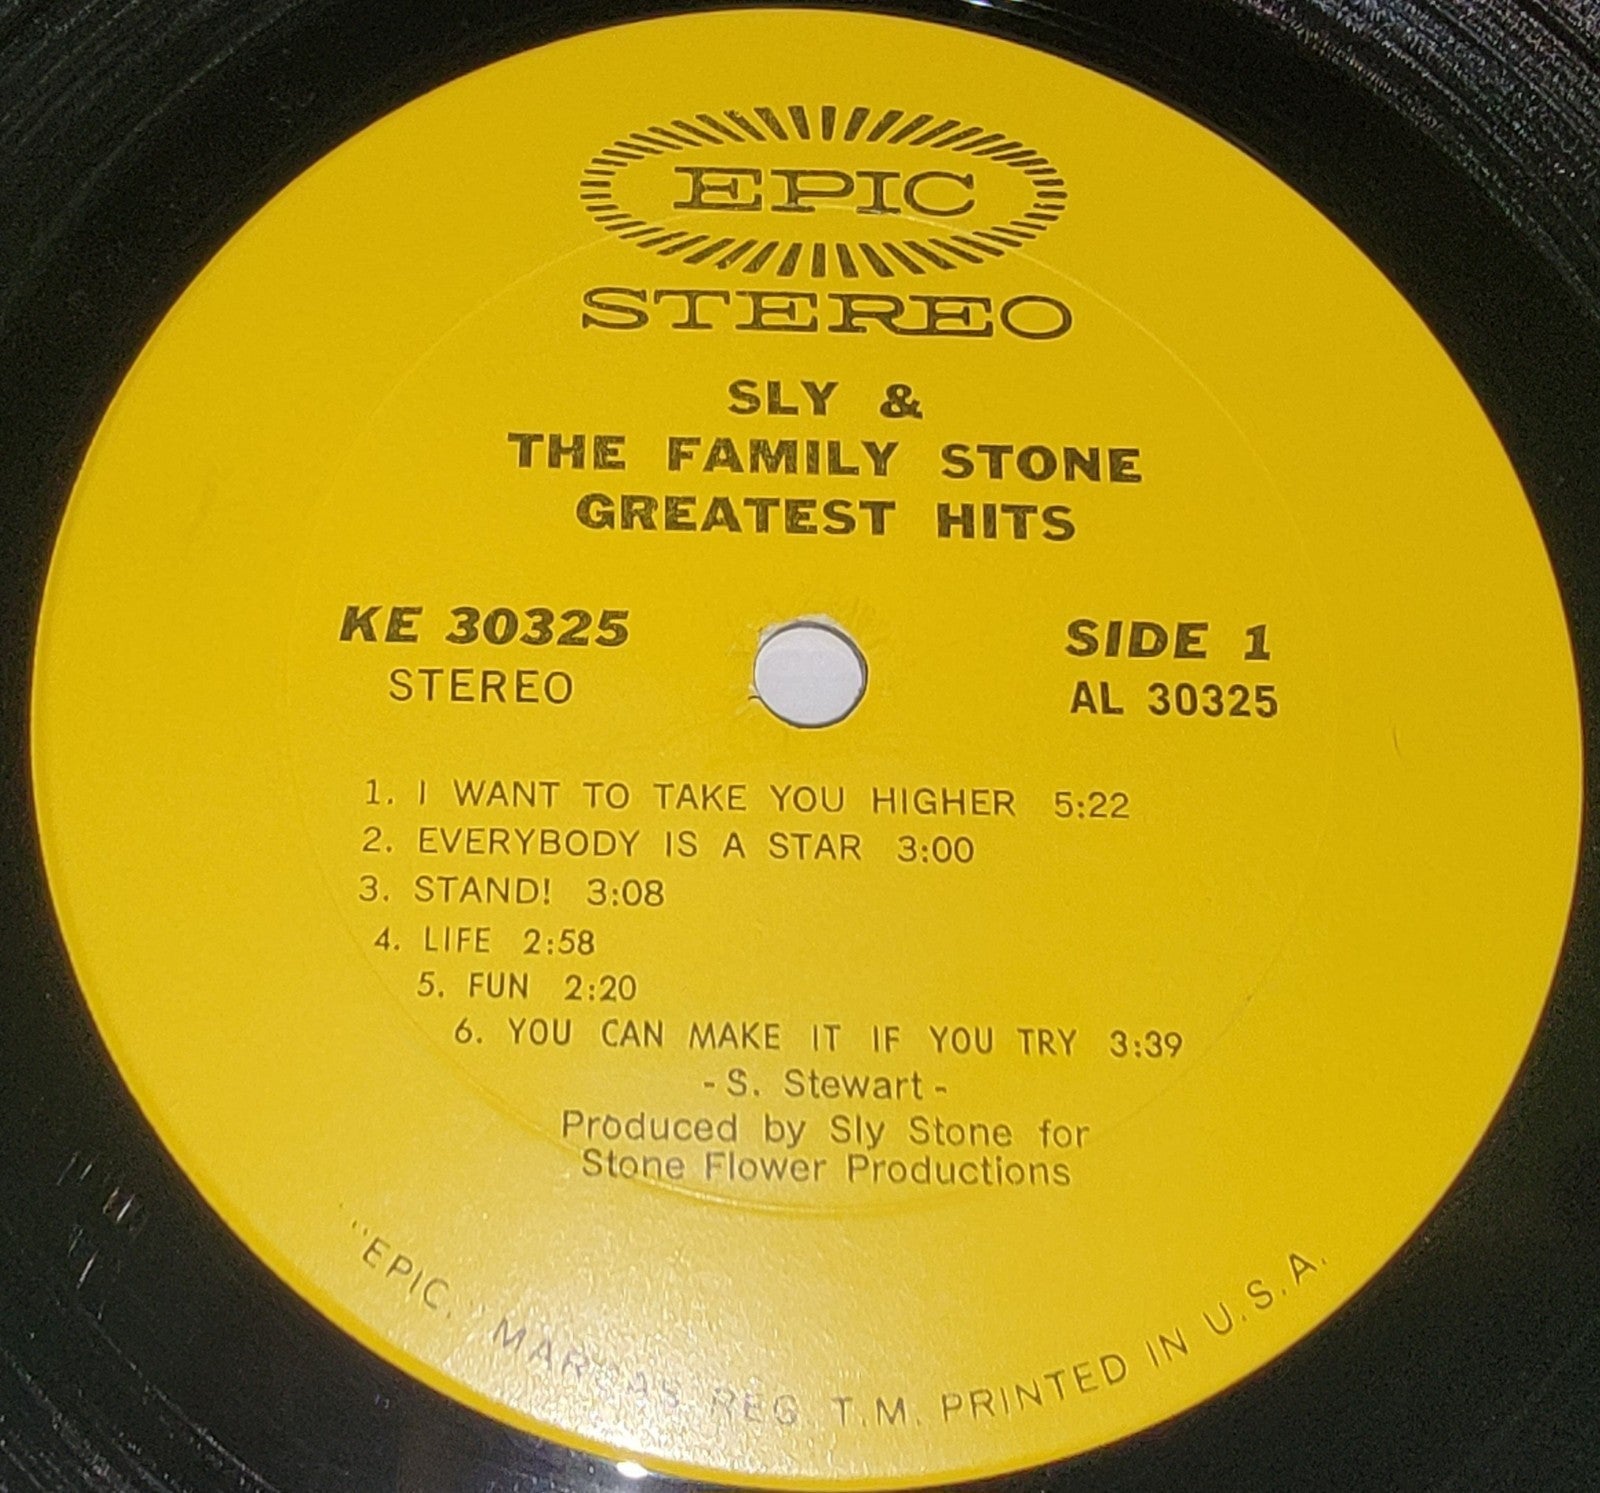 EPIC
STEREO
SLY &
THE FAMILY STONE
GREATEST HITS
KE 30325
STEREO
SIDE 1
AL 30325
1. I WANT TO TAKE YOU HIGHER 5:22
2. EVERYBODY IS A STAR 3:00
3. STAND! 3:08
4. LIFE 2:58
5. FUN 2:20
6. YOU CAN MAKE IT IF YOU TRY 3:39
- S. Stewart -
Produced by Sly Stone for
Stone Flower Productions
"EPIC." MARCAS REG. T.M. PRINTED IN U.S.A.